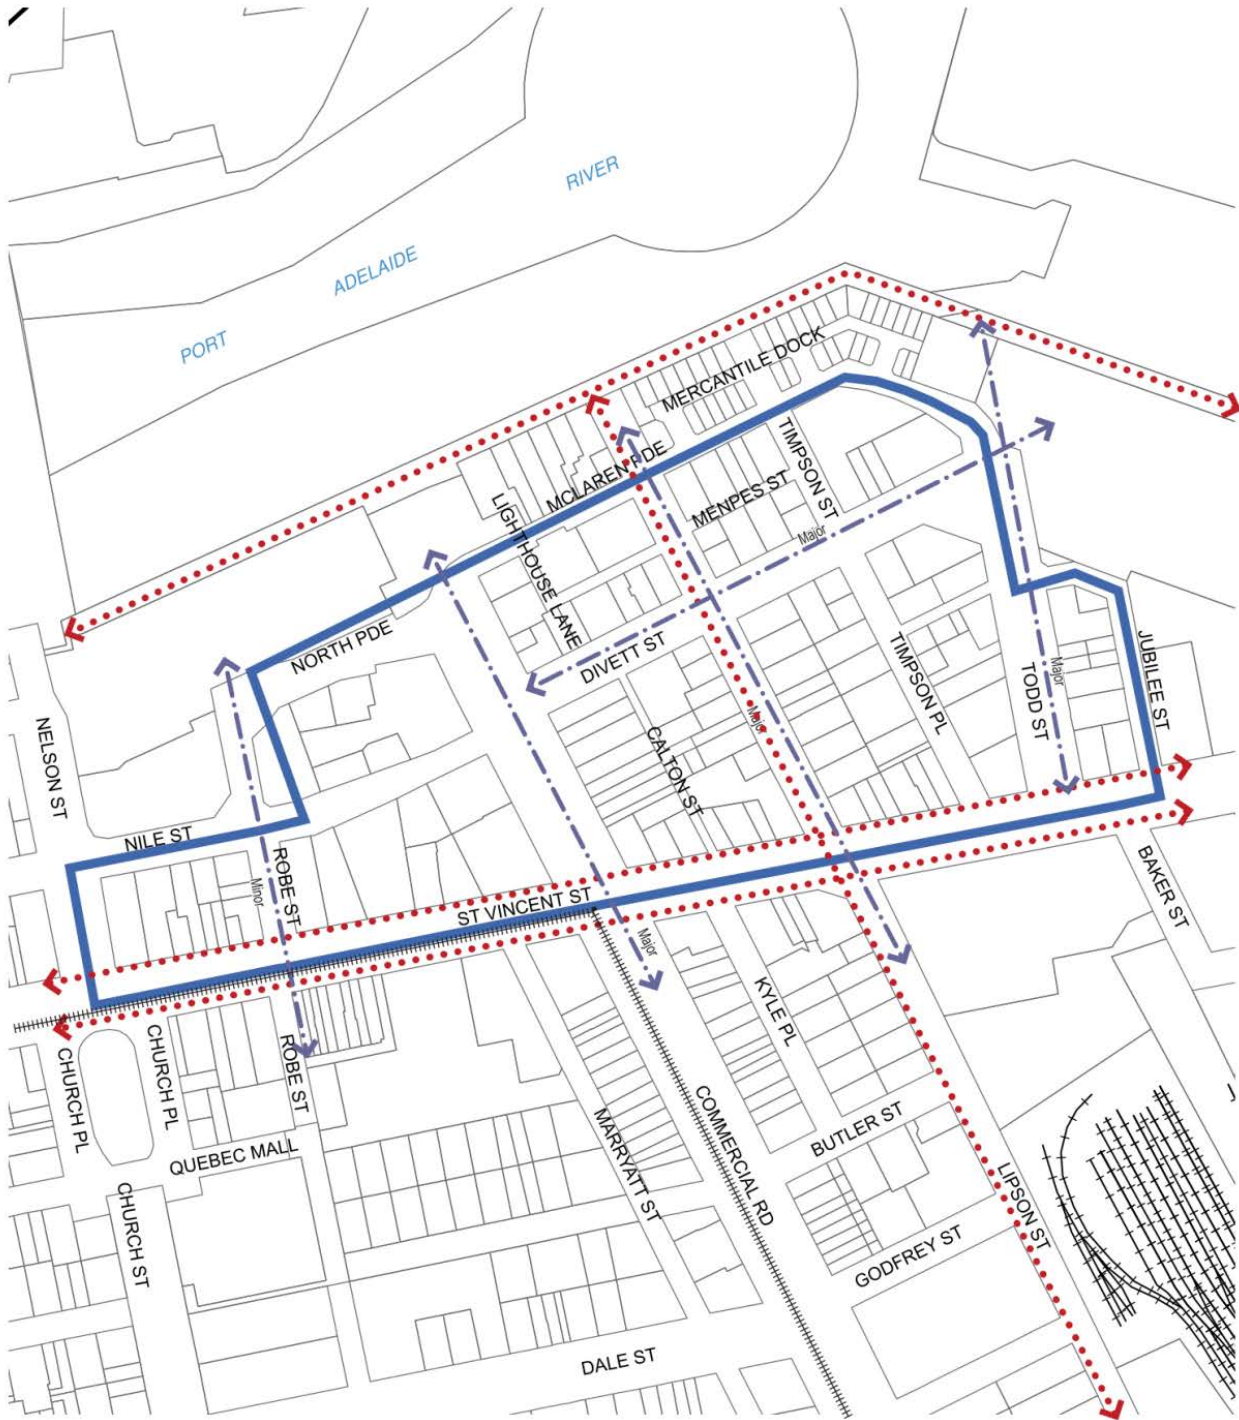 RIVER
ADELAIDE
PORT
MERCANTILE DOCK
MCLAREN PDE
TIMPSON ST
MENPES ST
LIGHTHOUSE LANE
Major
NORTH PDE
DIVETT ST
TIMPSON PL
JUBILEE ST
TODD ST
Major
NELSON ST
CALTON ST
Major
NILE ST
ROBE ST
Minor
ST VINCENT ST
BAKER ST
Major
KYLE PL
CHURCH PL
CHURCH PL
ROBE ST
QUEBEC MALL
MARRYATT ST
COMMERCIAL RD
BUTLER ST
LIPSON ST
CHURCH ST
GODFREY ST
DALE ST